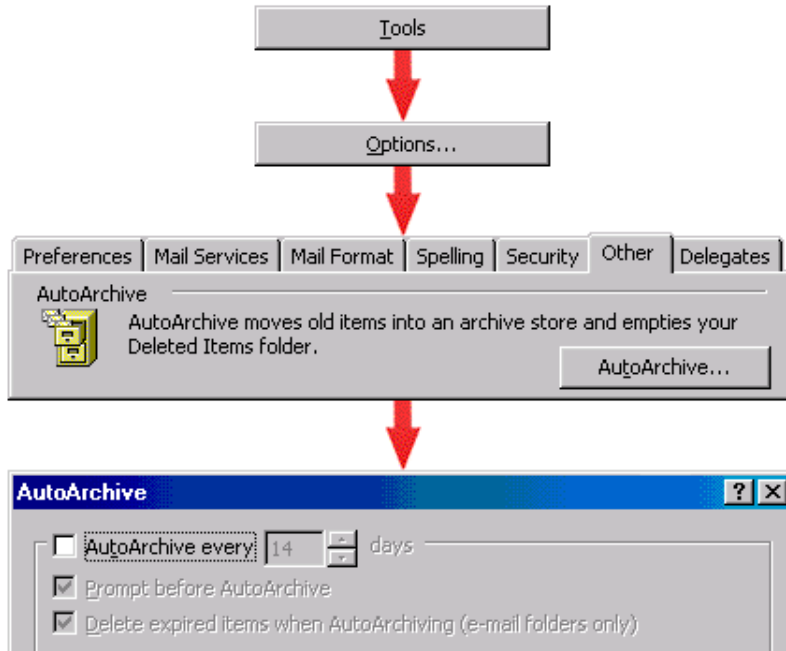 Tools
Options...
Preferences Mail Services Mail Format Spelling Security Other Delegates
AutoArchive
AutoArchive moves old items into an archive store and empties your
Deleted Items folder.
AutoArchive...
AutoArchive
AutoArchive every 14 days
Prompt before AutoArchive
Delete expired items when AutoArchiving (e-mail folders only)